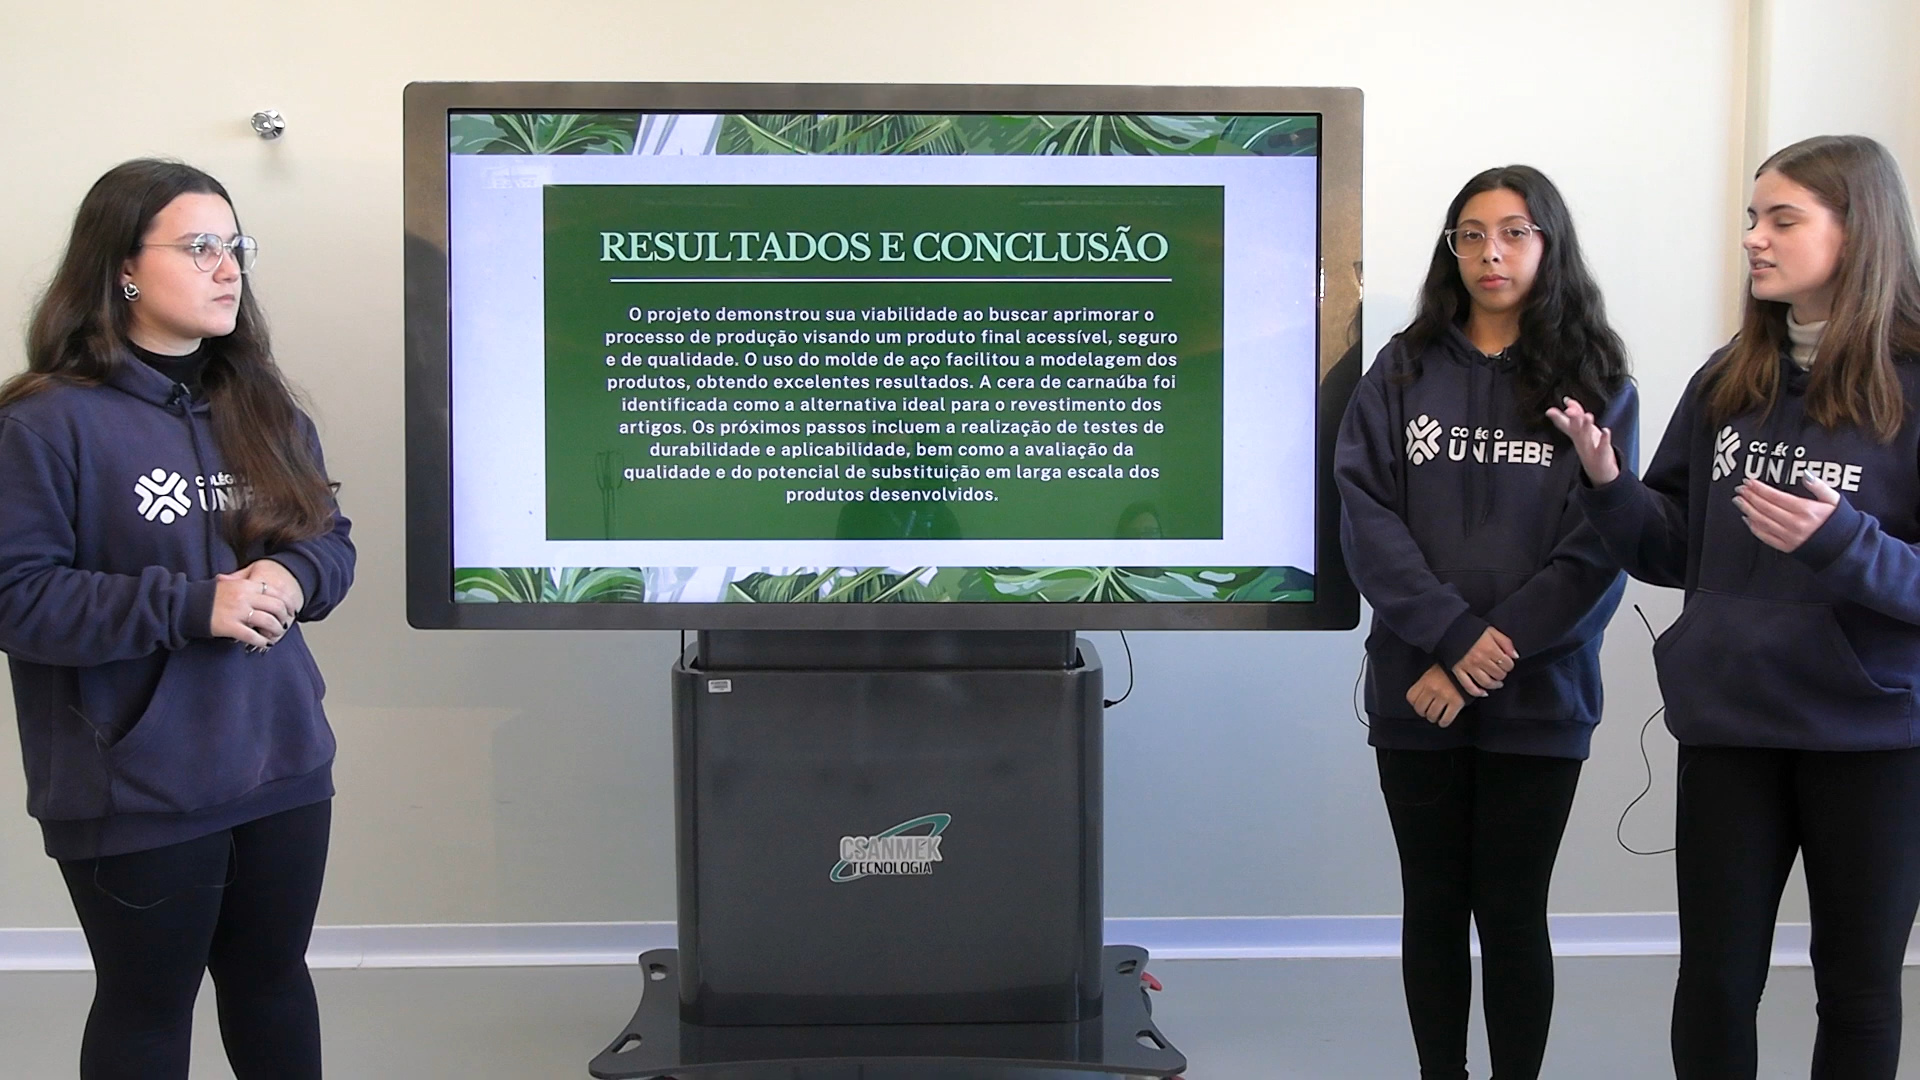 RESULTADOS E CONCLUSÃO
O projeto demonstrou sua viabilidade ao buscar aprimorar o
processo de produção visando um produto final acessível, seguro
e de qualidade. O uso do molde de aço facilitou a modelagem dos
produtos, obtendo excelentes resultados. A cera de carnaúba foi
identificada como a alternativa ideal para o revestimento dos
artigos. Os próximos passos incluem a realização de testes de
durabilidade e aplicabilidade, bem como a avaliação da
qualidade e do potencial de substituição em larga escala dos
produtos desenvolvidos.
COLÉGIO
UNIFEBE
COLÉGIO
UNIFEBE
CSANMEK
TECNOLOGIA